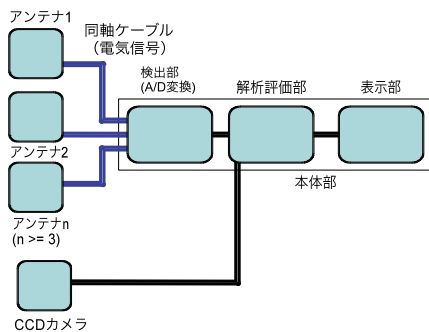 アンテナ1
同軸ケーブル
（電気信号）
検出部
(A/D変換)
解析評価部
表示部
アンテナ2
本体部
アンテナn
(n >= 3)
CCDカメラ